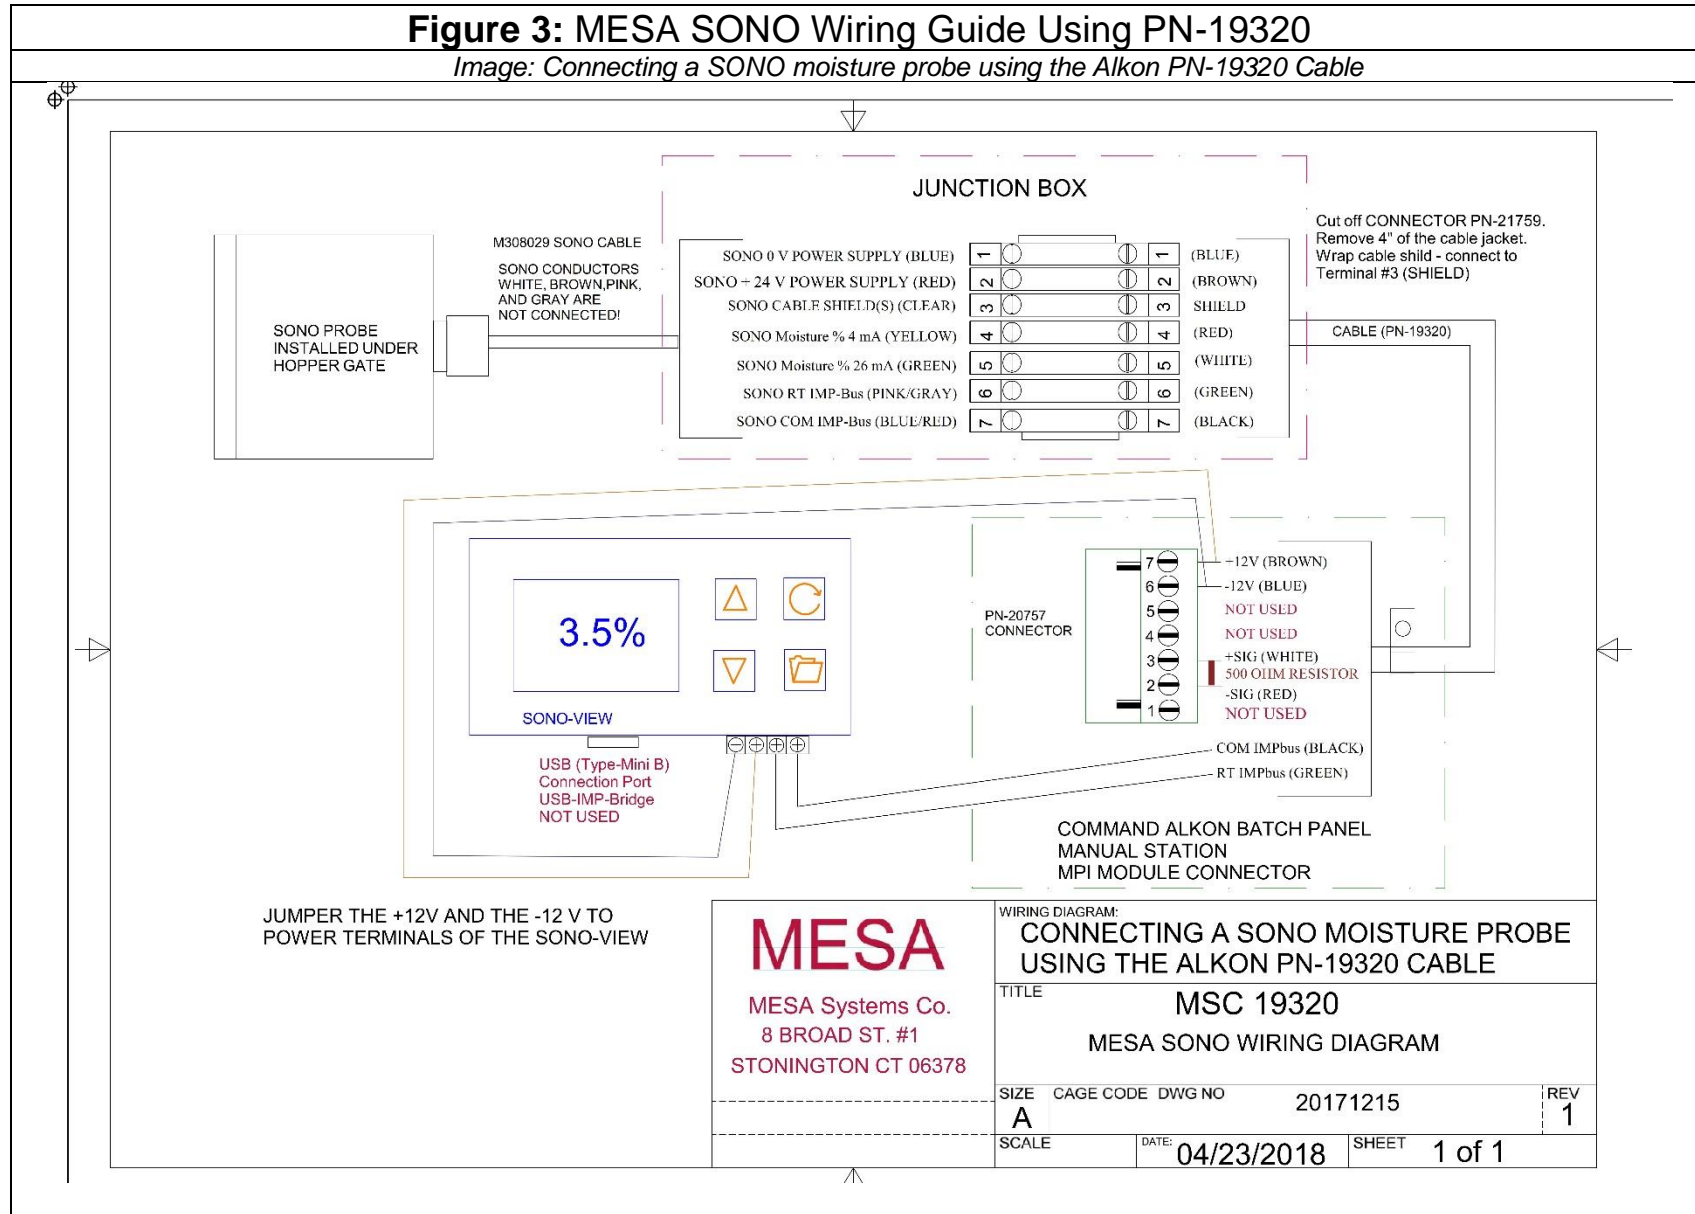 Figure 3: MESA SONO Wiring Guide Using PN-19320
Image: Connecting a SONO moisture probe using the Alkon PN-19320 Cable
JUNCTION BOX
Cut off CONNECTOR PN-21759.
Remove 4" of the cable jacket.
Wrap cable shild - connect to
Terminal #3 (SHIELD)
M308029 SONO CABLE
SONO CONDUCTORS
WHITE, BROWN,PINK,
AND GRAY ARE
NOT CONNECTED!
SONO PROBE
INSTALLED UNDER
HOPPER GATE
SONO 0 V POWER SUPPLY (BLUE) 1 1 (BLUE)
SONO + 24 V POWER SUPPLY (RED) 2 2 (BROWN)
SONO CABLE SHIELD(S) (CLEAR) 3 3 SHIELD
SONO Moisture % 4 mA (YELLOW) 4 4 (RED)
SONO Moisture % 26 mA (GREEN) 5 5 (WHITE)
SONO RT IMP-Bus (PINK/GRAY) 6 6 (GREEN)
SONO COM IMP-Bus (BLUE/RED) 7 7 (BLACK)
CABLE (PN-19320)
3.5%
SONO-VIEW
USB (Type-Mini B)
Connection Port
USB-IMP-Bridge
NOT USED
PN-20757
CONNECTOR
7 +12V (BROWN)
6 -12V (BLUE)
5 NOT USED
4 NOT USED
3 +SIG (WHITE)
500 OHM RESISTOR
2 -SIG (RED)
1 NOT USED
COM IMPbus (BLACK)
RT IMPbus (GREEN)
COMMAND ALKON BATCH PANEL
MANUAL STATION
MPI MODULE CONNECTOR
JUMPER THE +12V AND THE -12 V TO
POWER TERMINALS OF THE SONO-VIEW
MESA
MESA Systems Co.
8 BROAD ST. #1
STONINGTON CT 06378
WIRING DIAGRAM:
CONNECTING A SONO MOISTURE PROBE
USING THE ALKON PN-19320 CABLE
TITLE
MSC 19320
MESA SONO WIRING DIAGRAM
SIZE A
CAGE CODE
DWG NO 20171215
REV 1
SCALE
DATE: 04/23/2018
SHEET 1 of 1